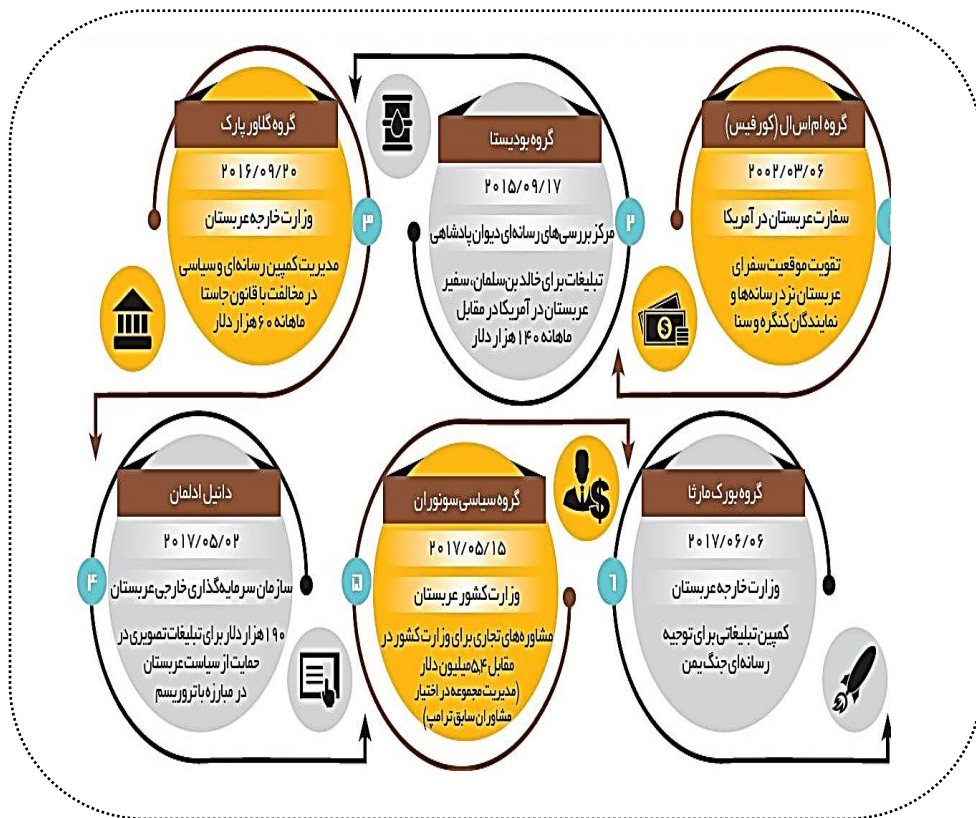 گروه ام‌اس‌ال (کورفیس)
۲۰۰۲/۰۳/۰۶
سفارت عربستان در آمریکا
تقویت موقعیت سفرای
عربستان نزد رسانه‌ها و
نمایندگان کنگره و سنا
۲
گروه بودیستا
۲۰۱۵/۰۹/۱۷
مرکز بررسی‌های رسانه‌ای دیوان پادشاهی
تبلیغات برای خالد بن سلمان، سفیر
عربستان در آمریکا در مقابل
ماهانه ۱۴۰ هزار دلار
۳
گروه گلاور پارک
۲۰۱۶/۰۹/۲۰
وزارت خارجه عربستان
مدیریت کمپین رسانه‌ای و سیاسی
در مخالفت با قانون جاستا
ماهانه ۶۰ هزار دلار
۴
دانیل ادلمان
۲۰۱۷/۰۵/۰۲
سازمان سرمایه‌گذاری خارجی عربستان
۱۹۰ هزار دلار برای تبلیغات تصویری در
حمایت از سیاست عربستان
در مبارزه با تروریسم
۵
گروه سیاسی سونوران
۲۰۱۷/۰۵/۱۵
وزارت کشور عربستان
مشاوره‌های تجاری برای وزارت کشور در
مقابل ۵,۴ میلیون دلار
(مدیریت مجموعه در اختیار
مشاوران سابق ترامپ)
۶
گروه بورک مارثا
۲۰۱۷/۰۶/۰۶
وزارت خارجه عربستان
کمپین تبلیغاتی برای توجیه
رسانه‌ای جنگ یمن